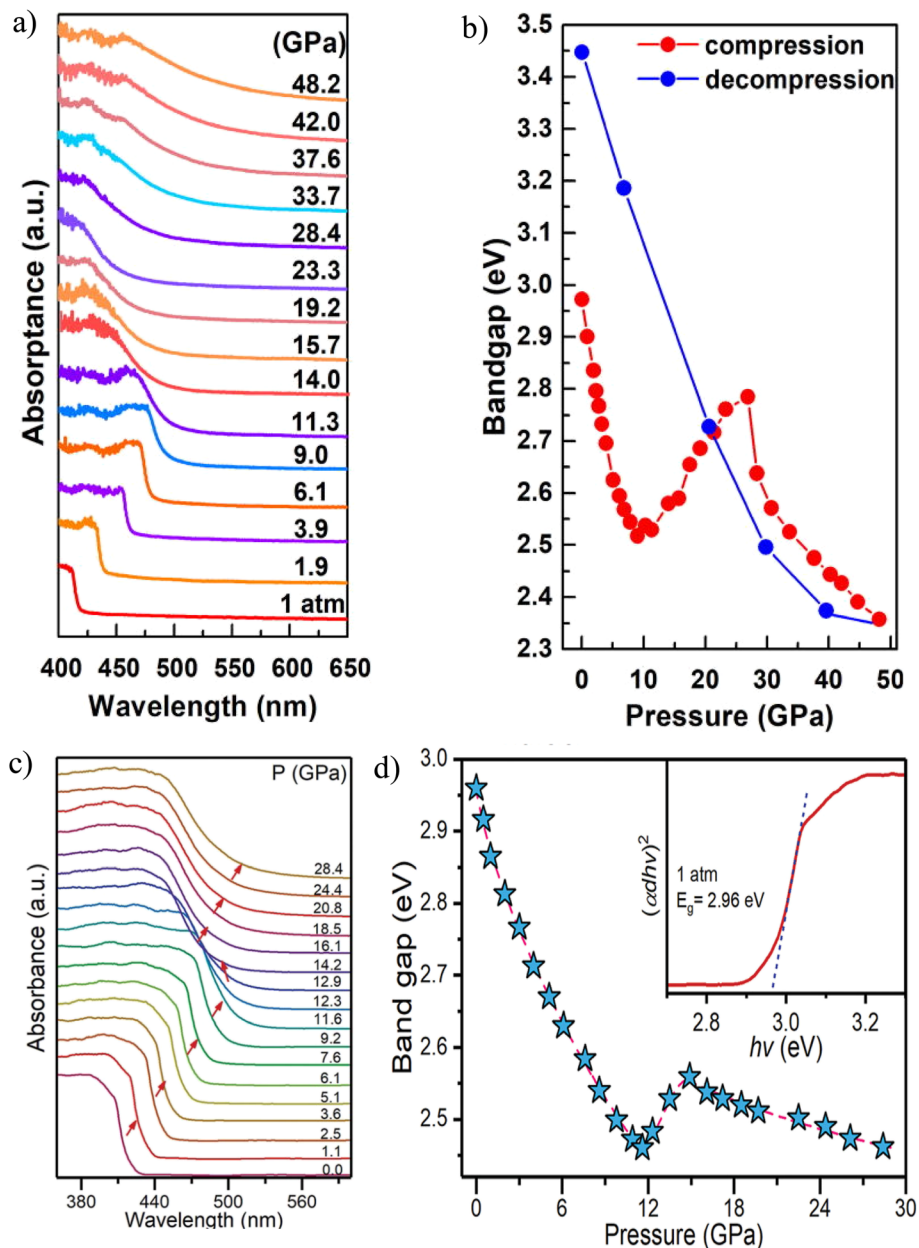 a)
(GPa)
48.2
42.0
37.6
33.7
28.4
23.3
19.2
15.7
14.0
11.3
9.0
6.1
3.9
1.9
1 atm
Absorptance (a.u.)
400 450 500 550 600 650
Wavelength (nm)
b)
compression
decompression
3.5
3.4
3.3
3.2
3.1
3.0
2.9
2.8
2.7
2.6
2.5
2.4
2.3
Bandgap (eV)
0 10 20 30 40 50
Pressure (GPa)
c)
P (GPa)
28.4
24.4
20.8
18.5
16.1
14.2
12.9
12.3
11.6
9.2
7.6
6.1
5.1
3.6
2.5
1.1
0.0
Absorbance (a.u.)
380 440 500 560
Wavelength (nm)
d)
3.0
2.9
2.8
2.7
2.6
2.5
Band gap (eV)
0 6 12 18 24 30
Pressure (GPa)
(αdhν)²
1 atm
Eg= 2.96 eV
2.8 3.0 3.2
hν (eV)